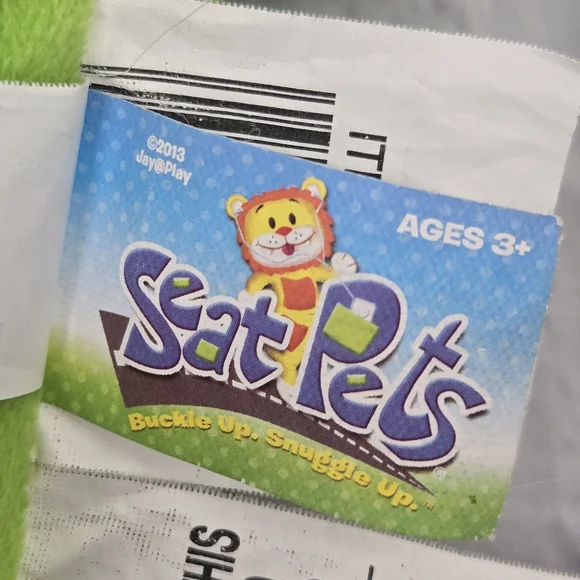 ©2013
Jay@Play
AGES 3+
Seat Pets
Buckle Up. Snuggle Up.™